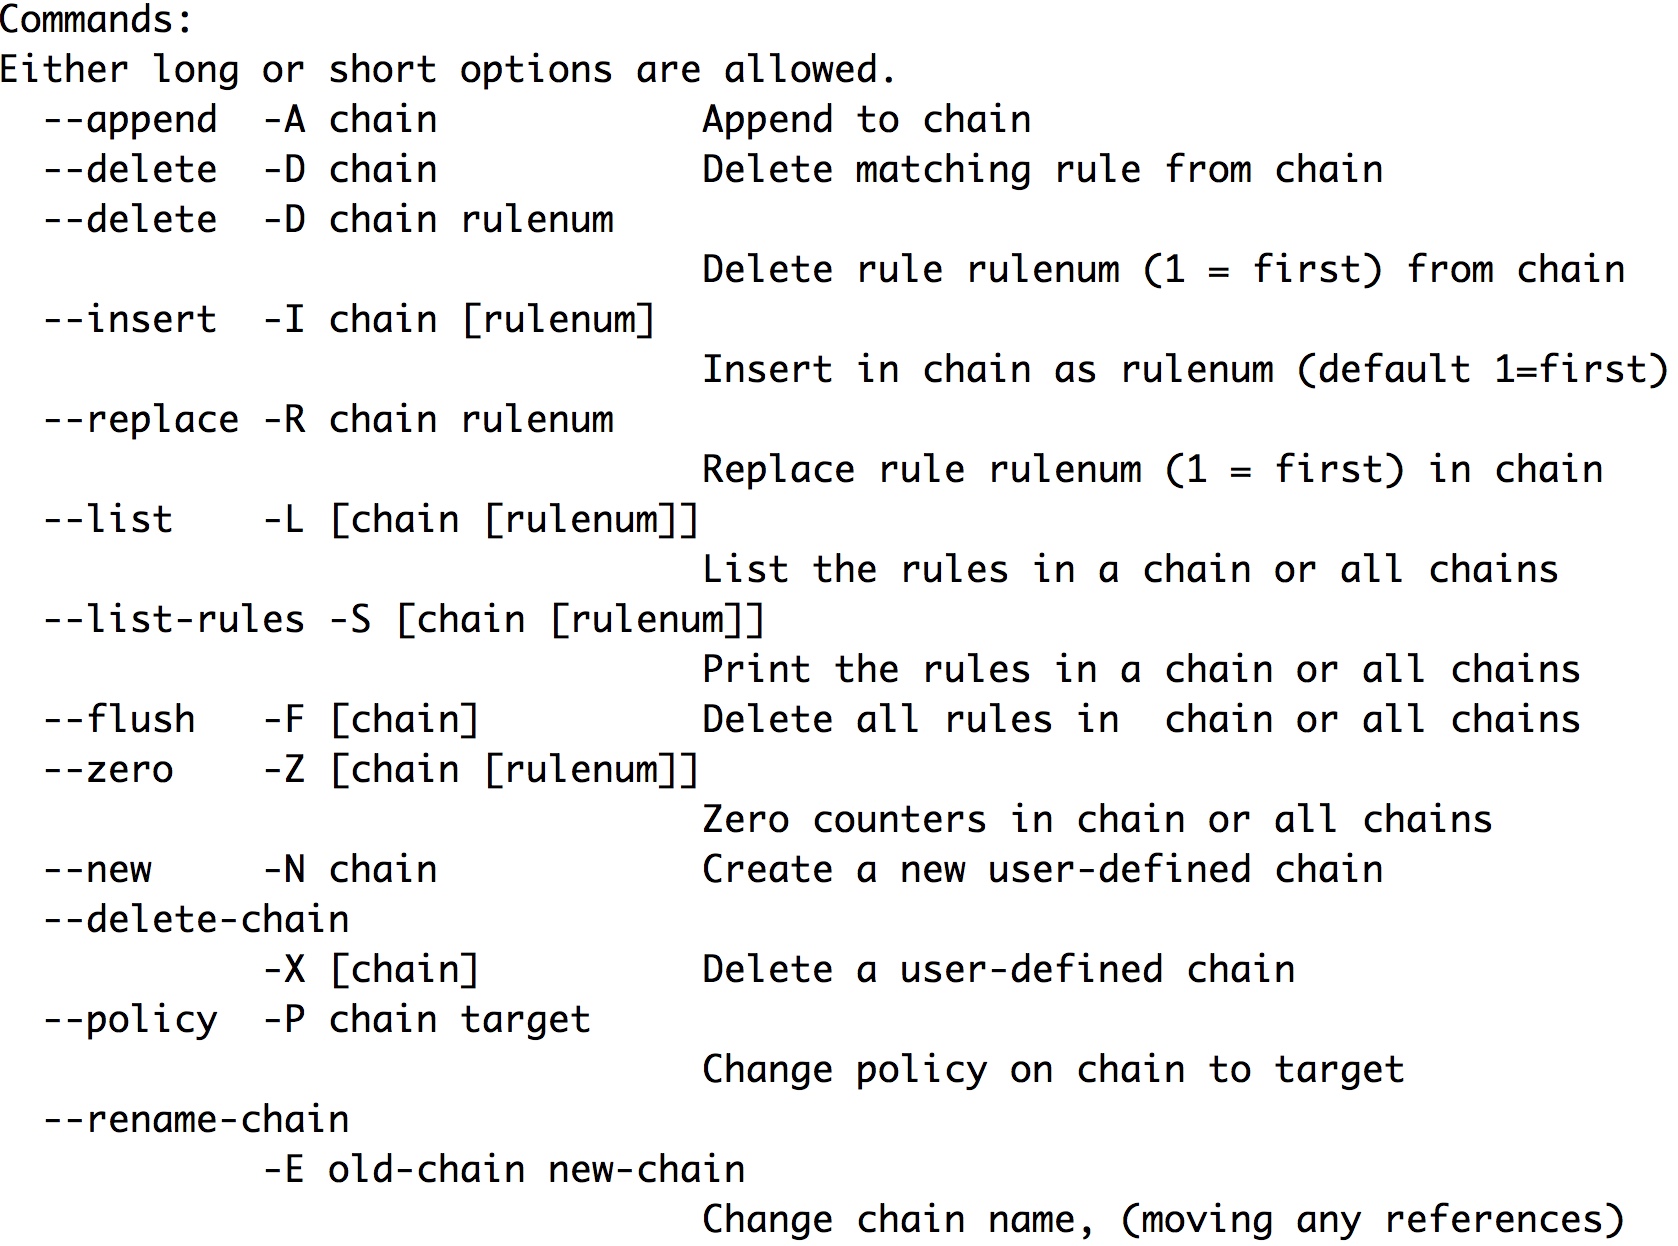 Commands:
Either long or short options are allowed.
  --append  -A chain            Append to chain
  --delete  -D chain            Delete matching rule from chain
  --delete  -D chain rulenum
                                Delete rule rulenum (1 = first) from chain
  --insert  -I chain [rulenum]
                                Insert in chain as rulenum (default 1=first)
  --replace -R chain rulenum
                                Replace rule rulenum (1 = first) in chain
  --list    -L [chain [rulenum]]
                                List the rules in a chain or all chains
  --list-rules -S [chain [rulenum]]
                                Print the rules in a chain or all chains
  --flush   -F [chain]          Delete all rules in  chain or all chains
  --zero    -Z [chain [rulenum]]
                                Zero counters in chain or all chains
  --new     -N chain            Create a new user-defined chain
  --delete-chain
            -X [chain]          Delete a user-defined chain
  --policy  -P chain target
                                Change policy on chain to target
  --rename-chain
            -E old-chain new-chain
                                Change chain name, (moving any references)